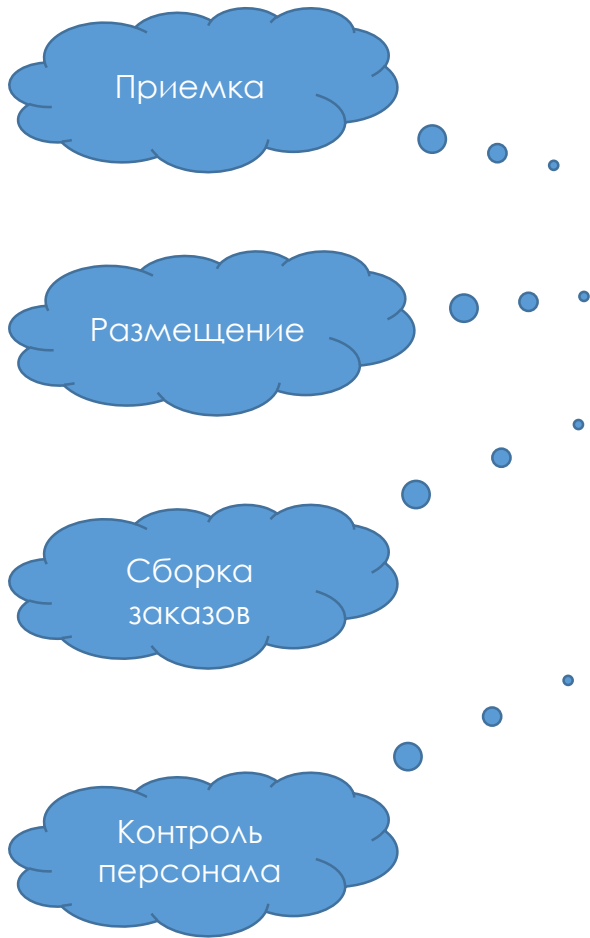 Приемка
Размещение
Сборка
заказов
Контроль
персонала